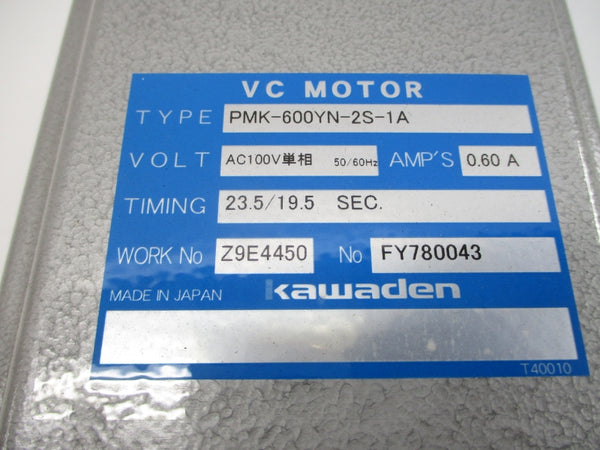 VC MOTOR
TYPE PMK-600YN-2S-1A
VOLT AC100V単相 50/60Hz AMP'S 0.60 A
TIMING 23.5/19.5 SEC.
WORK No Z9E4450 No FY780043
MADE IN JAPAN Kawaden
T40010